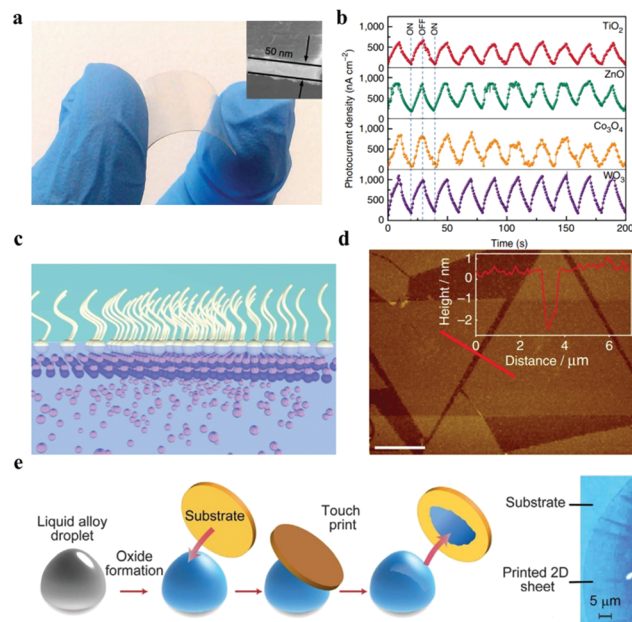 a
50 nm
b
ON
OFF
ON
TiO2
1,000
500
0
ZnO
1,000
500
0
Co3O4
1,000
500
0
WO3
1,000
500
0
Photocurrent density (nA cm−2)
0 50 100 150 200
Time (s)
c
d
Height / nm
1
0
−1
−2
0 4 8
Distance / μm
e
Liquid alloy
droplet
Oxide
formation
Substrate
Touch
print
Substrate
Printed 2D
sheet
5 μm